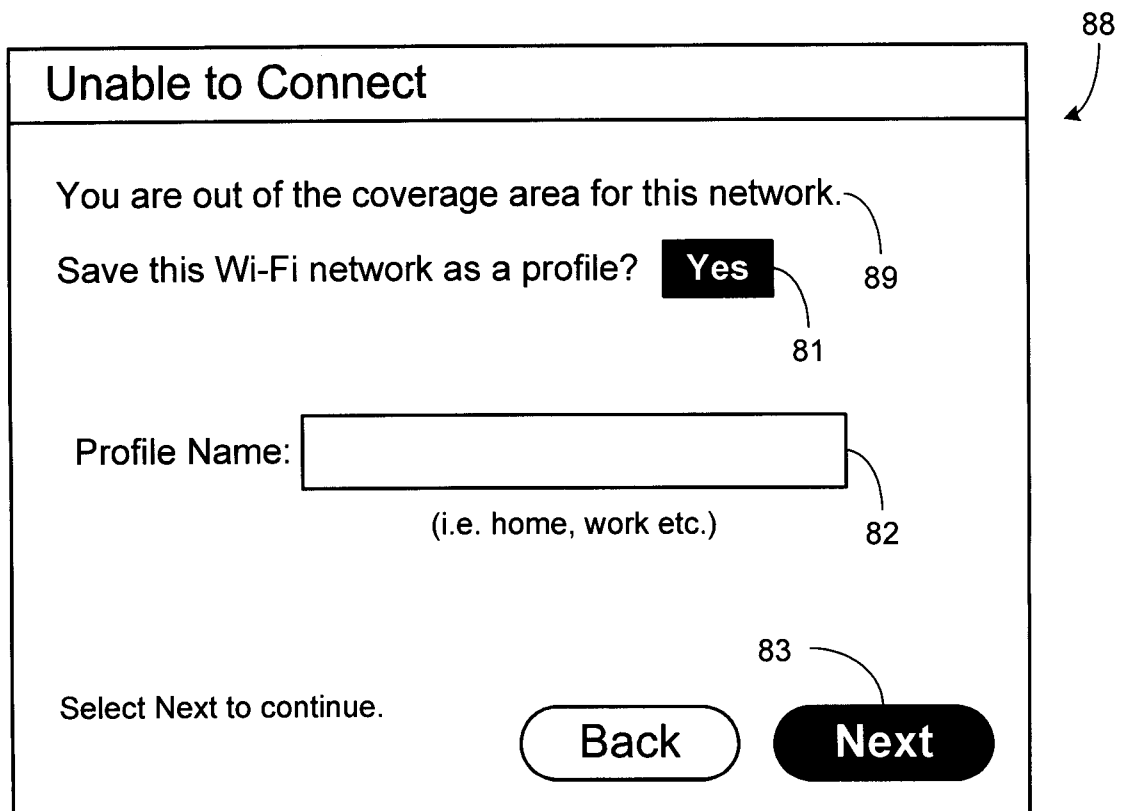 88
Unable to Connect
You are out of the coverage area for this network.
89
Save this Wi-Fi network as a profile? Yes
81
Profile Name:
82
(i.e. home, work etc.)
83
Select Next to continue.
Back
Next